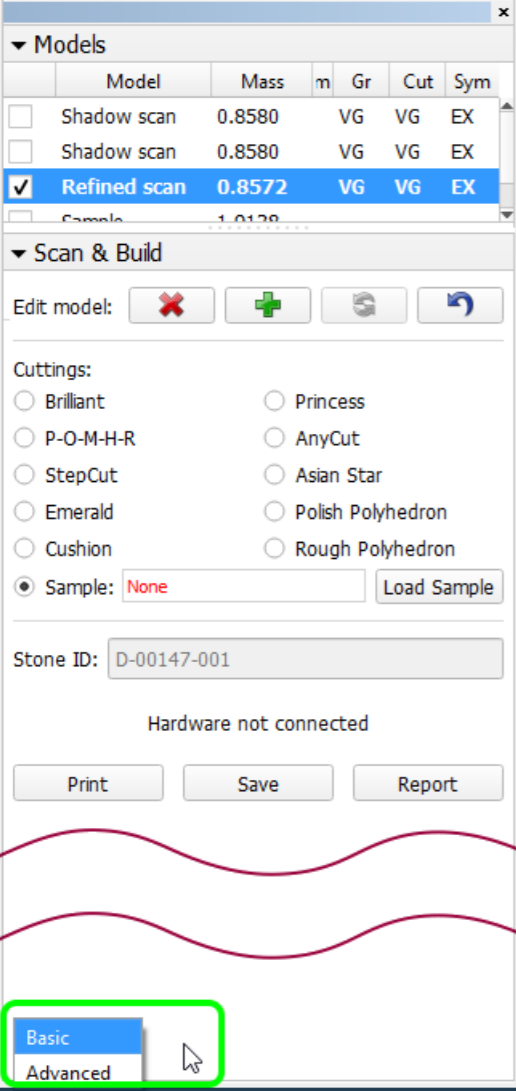 Models
Model Mass m Gr Cut Sym
Shadow scan 0.8580 VG VG EX
Shadow scan 0.8580 VG VG EX
Refined scan 0.8572 VG VG EX
Sample 1.0138
Scan & Build
Edit model:
Cuttings:
Brilliant Princess
P-O-M-H-R AnyCut
StepCut Asian Star
Emerald Polish Polyhedron
Cushion Rough Polyhedron
Sample: None Load Sample
Stone ID: D-00147-001
Hardware not connected
Print Save Report
Basic
Advanced